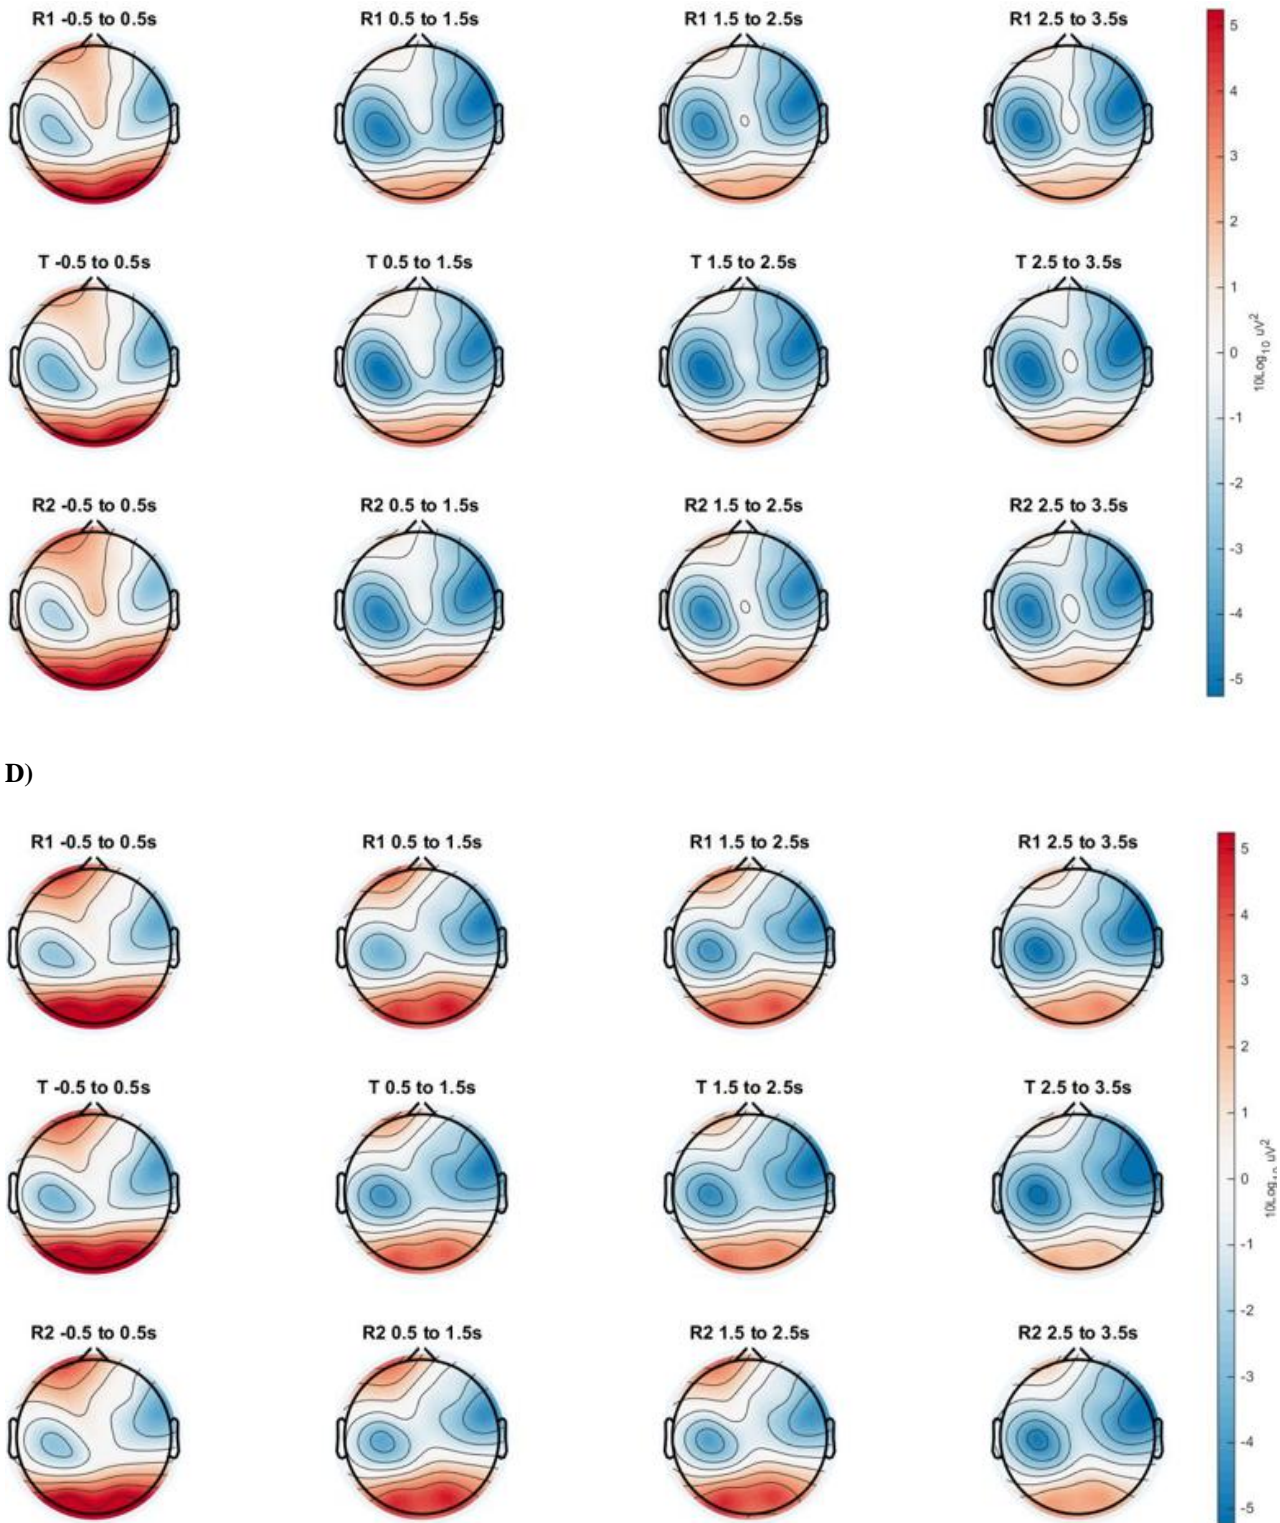 R1 -0.5 to 0.5s
R1 0.5 to 1.5s
R1 1.5 to 2.5s
R1 2.5 to 3.5s
5
4
3
2
1
0
-1
-2
-3
-4
-5
10Log10 uV2
T -0.5 to 0.5s
T 0.5 to 1.5s
T 1.5 to 2.5s
T 2.5 to 3.5s
R2 -0.5 to 0.5s
R2 0.5 to 1.5s
R2 1.5 to 2.5s
R2 2.5 to 3.5s
D)
R1 -0.5 to 0.5s
R1 0.5 to 1.5s
R1 1.5 to 2.5s
R1 2.5 to 3.5s
5
4
3
2
1
0
-1
-2
-3
-4
-5
10Log10 uV2
T -0.5 to 0.5s
T 0.5 to 1.5s
T 1.5 to 2.5s
T 2.5 to 3.5s
R2 -0.5 to 0.5s
R2 0.5 to 1.5s
R2 1.5 to 2.5s
R2 2.5 to 3.5s